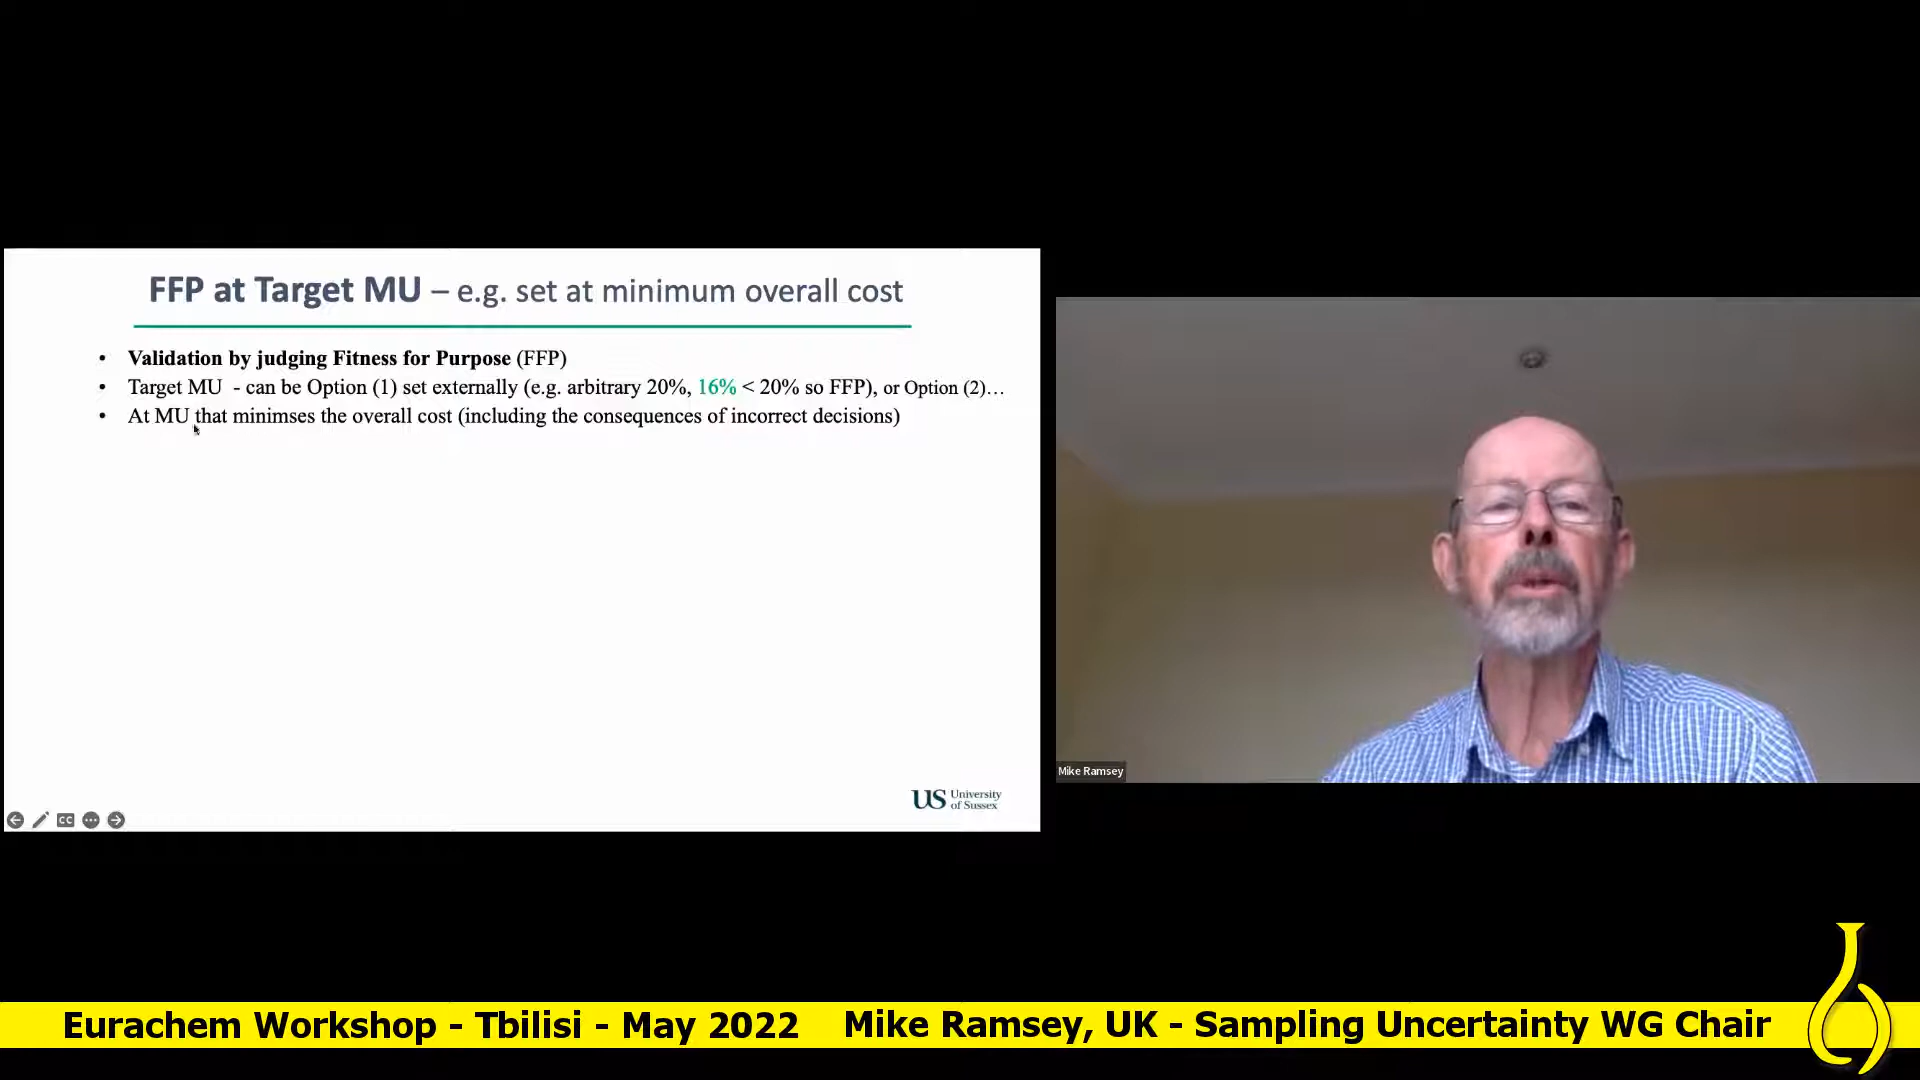 FFP at Target MU – e.g. set at minimum overall cost
• Validation by judging Fitness for Purpose (FFP)
• Target MU - can be Option (1) set externally (e.g. arbitrary 20%, 16% < 20% so FFP), or Option (2)…
• At MU that minimses the overall cost (including the consequences of incorrect decisions)
US University
of Sussex
CC
Mike Ramsey
Eurachem Workshop - Tbilisi - May 2022 Mike Ramsey, UK - Sampling Uncertainty WG Chair